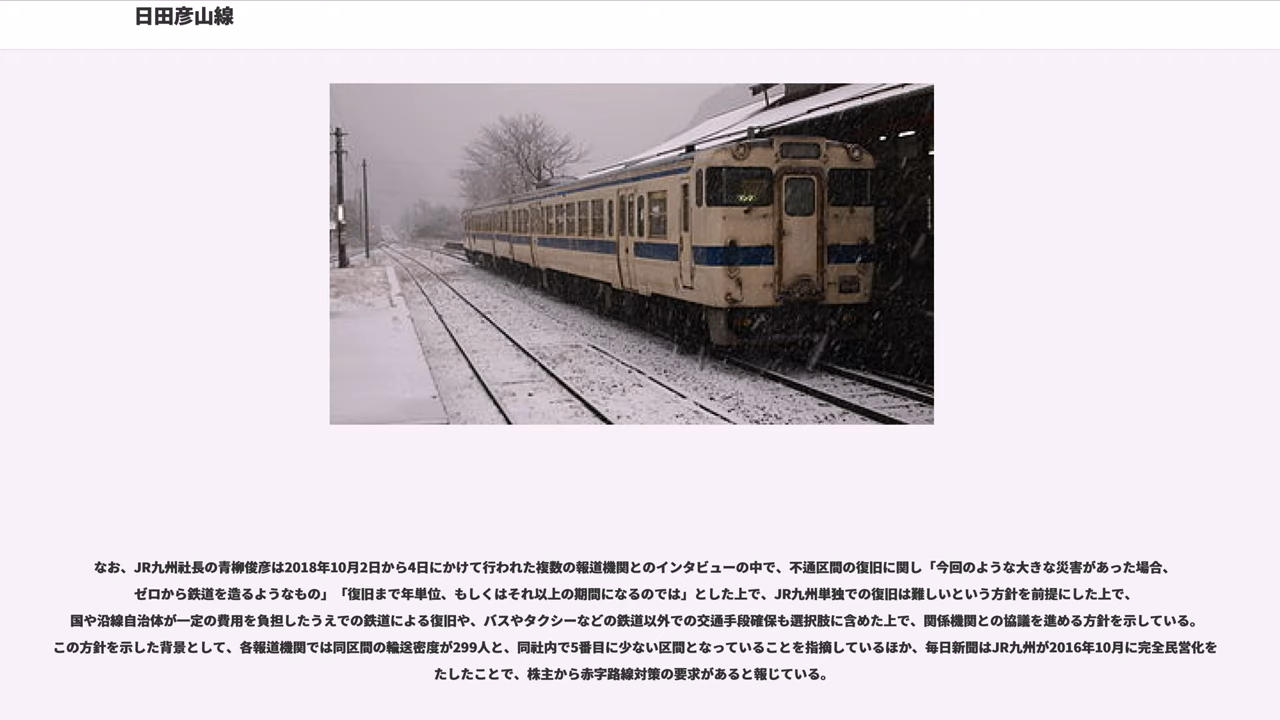 日田彦山線
なお、JR九州社長の青柳俊彦は2018年10月2日から4日にかけて行われた複数の報道機関とのインタビューの中で、不通区間の復旧に関し「今回のような大きな災害があった場合、
ゼロから鉄道を造るようなもの」「復旧まで年単位、もしくはそれ以上の期間になるのでは」とした上で、JR九州単独での復旧は難しいという方針を前提にした上で、
国や沿線自治体が一定の費用を負担したうえでの鉄道による復旧や、バスやタクシーなどの鉄道以外での交通手段確保も選択肢に含めた上で、関係機関との協議を進める方針を示している。
この方針を示した背景として、各報道機関では同区間の輸送密度が299人と、同社内で5番目に少ない区間となっていることを指摘しているほか、毎日新聞はJR九州が2016年10月に完全民営化を
たしたことで、株主から赤字路線対策の要求があると報じている。